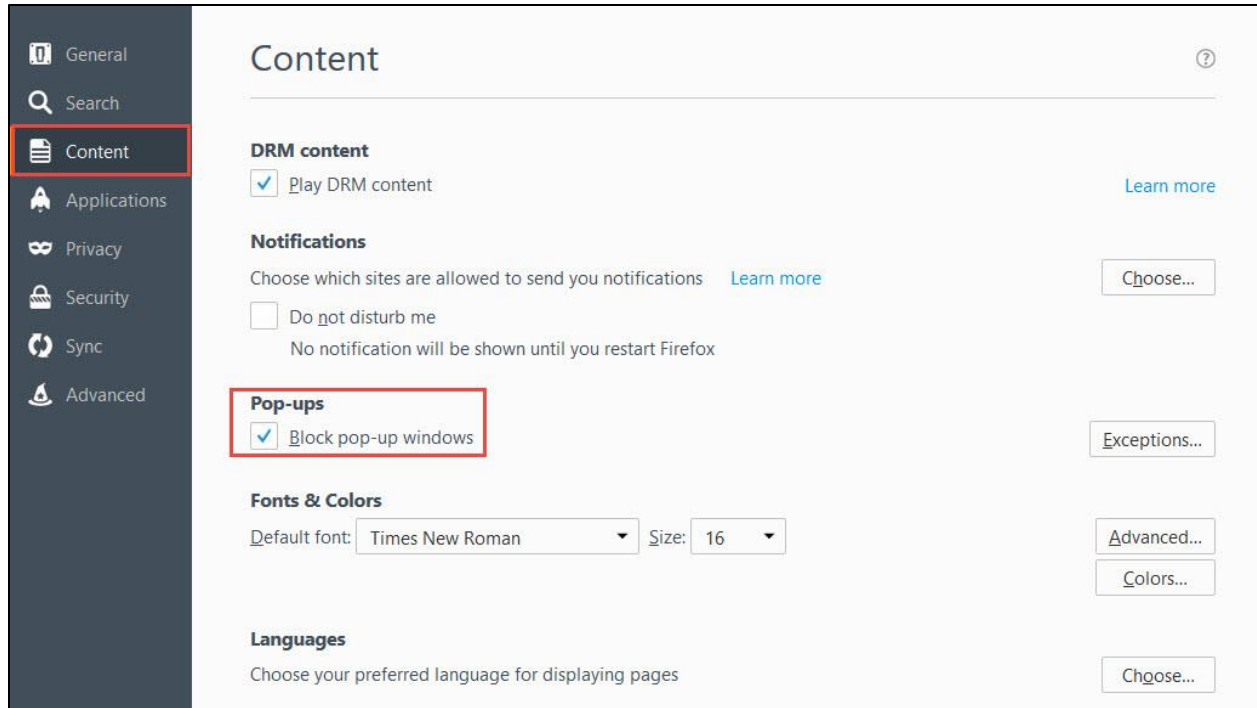 General
Search
Content
Applications
Privacy
Security
Sync
Advanced
Content
?
DRM content
Play DRM content
Learn more
Notifications
Choose which sites are allowed to send you notifications Learn more Choose...
Do not disturb me
No notification will be shown until you restart Firefox
Pop-ups
Block pop-up windows Exceptions...
Fonts & Colors
Default font: Times New Roman Size: 16 Advanced...
Colors...
Languages
Choose your preferred language for displaying pages Choose...